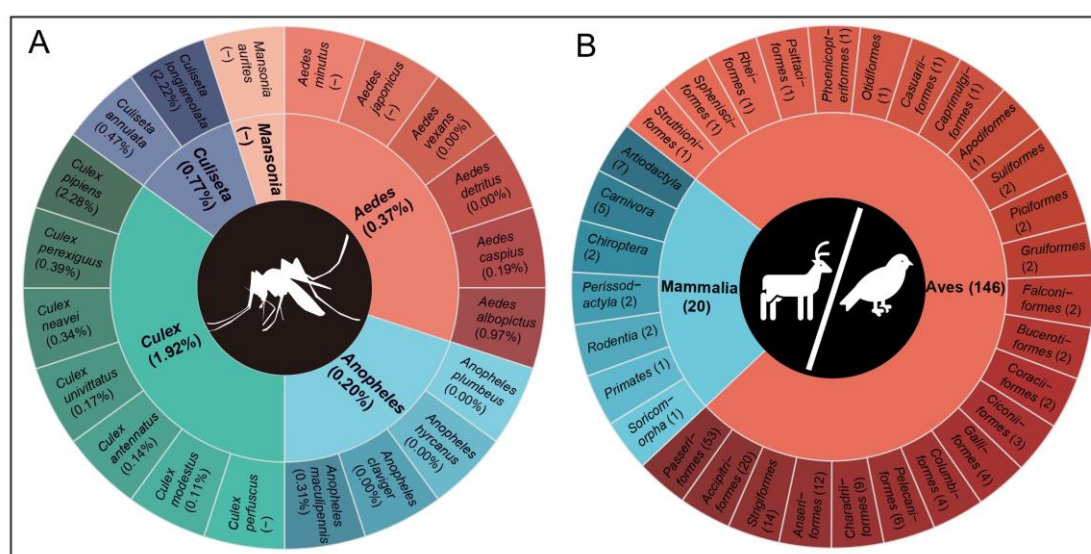 A
Mansonia
aurites
(–)
Aedes
minutus
(–)
Aedes
japonicus
(–)
Aedes
vexans
(0.00%)
Aedes
detritus
(0.00%)
Aedes
caspius
(0.19%)
Aedes
albopictus
(0.97%)
Anopheles
plumbeus
(0.00%)
Anopheles
hyrcanus
(0.00%)
Anopheles
claviger
(0.00%)
Anopheles
maculipennis
(0.31%)
Culex
perfuscus
(–)
Culex
modestus
(0.11%)
Culex
antennatus
(0.14%)
Culex
univittatus
(0.17%)
Culex
neavei
(0.34%)
Culex
perexiguus
(0.39%)
Culex
pipiens
(2.28%)
Culiseta
annulata
(0.47%)
Culiseta
longiareolata
(2.22%)
Mansonia
(–)
Aedes
(0.37%)
Anopheles
(0.20%)
Culex
(1.92%)
Culiseta
(0.77%)
B
Struthioni-
formes (1)
Sphenisci-
formes (1)
Rhei-
formes (1)
Psittaci-
formes (1)
Phoenicopt-
eriformes (1)
Otidiformes
(1)
Casuarii-
formes (1)
Caprimulgi-
formes (1)
Apodiformes
(1)
Suliformes
(2)
Piciformes
(2)
Gruiformes
(2)
Falconi-
formes (2)
Buceroti-
formes (2)
Coracii-
formes (2)
Ciconii-
formes (3)
Galli-
formes (4)
Columbi-
formes (4)
Pelecani-
formes (6)
Charadrii-
formes (9)
Anseri-
formes (12)
Strigiformes
(14)
Accipitri-
formes (20)
Passeri-
formes (53)
Soricom-
orpha (1)
Primates (1)
Rodentia (2)
Perissod-
actyla (2)
Chiroptera
(2)
Carnivora
(5)
Artiodactyla
(7)
Mammalia
(20)
Aves (146)